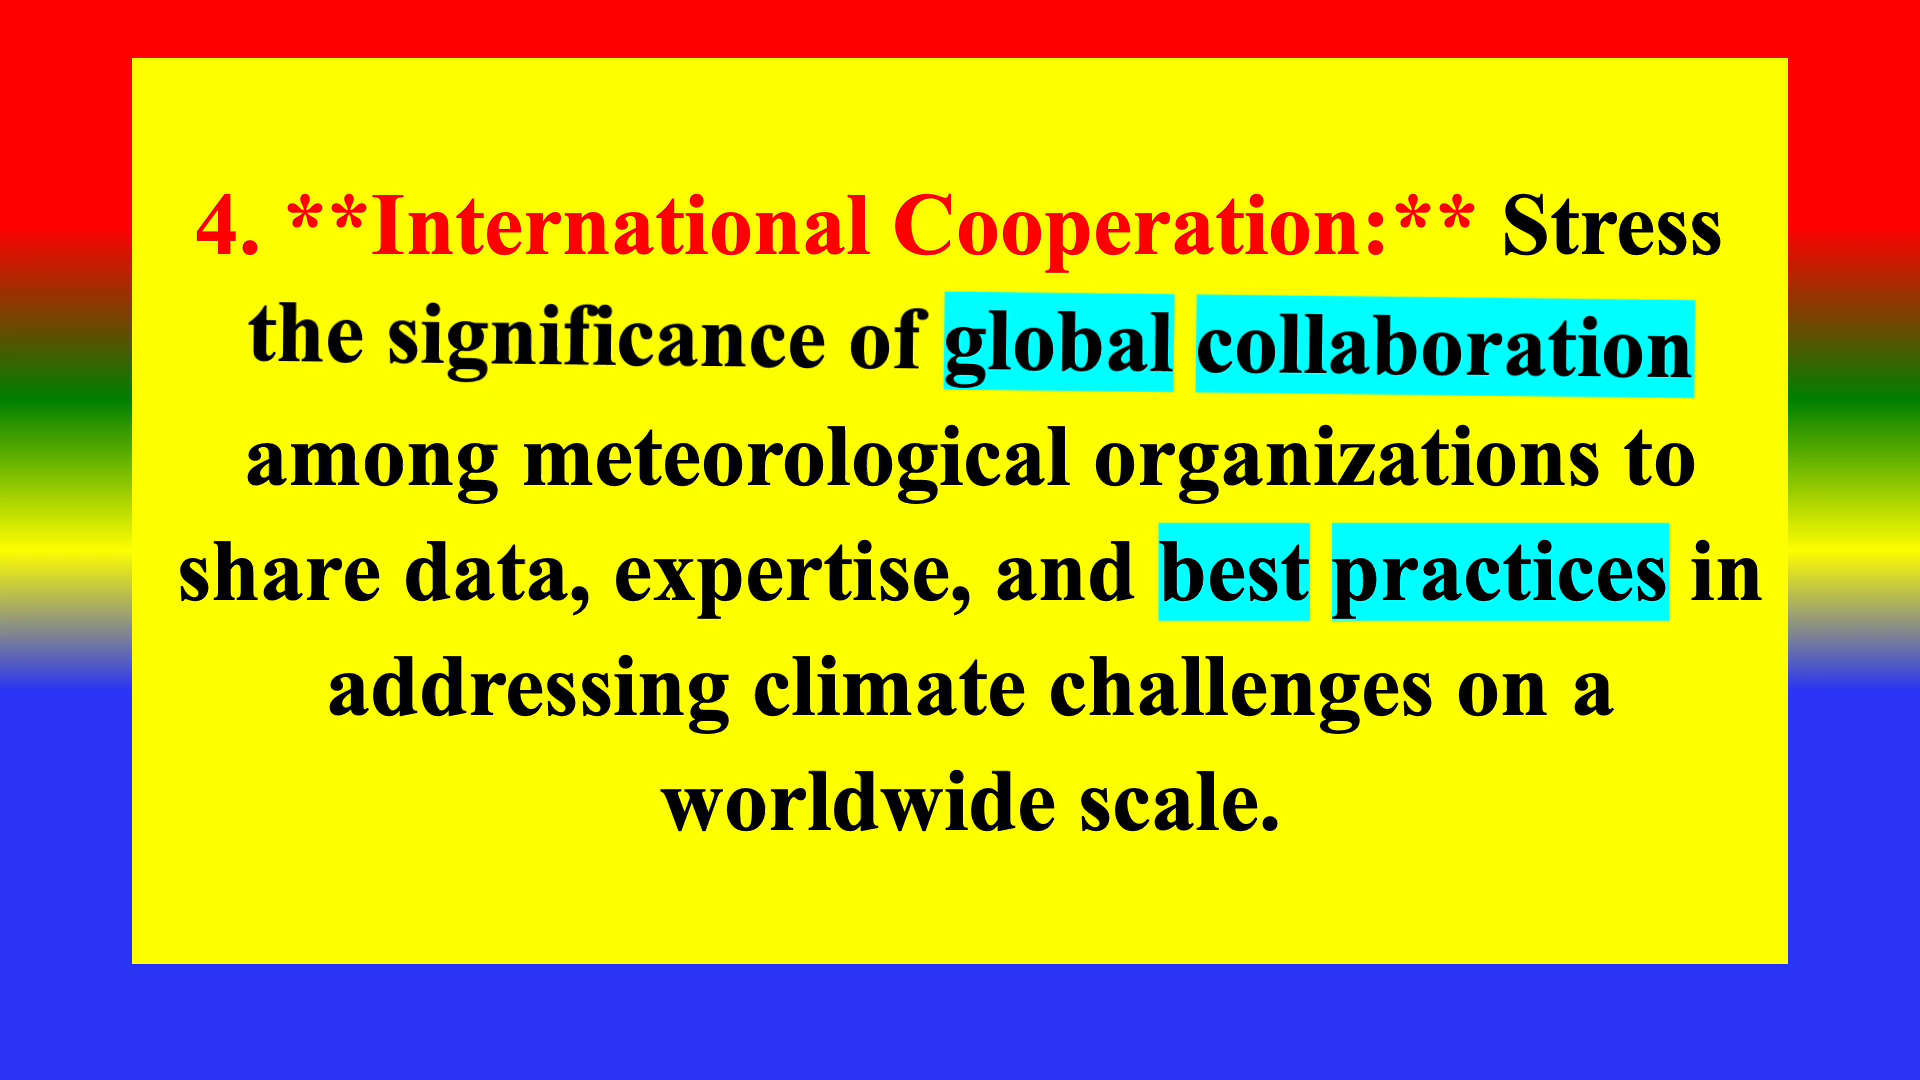 4. **International Cooperation:** Stress
the significance of global collaboration
among meteorological organizations to
share data, expertise, and best practices in
addressing climate challenges on a
worldwide scale.